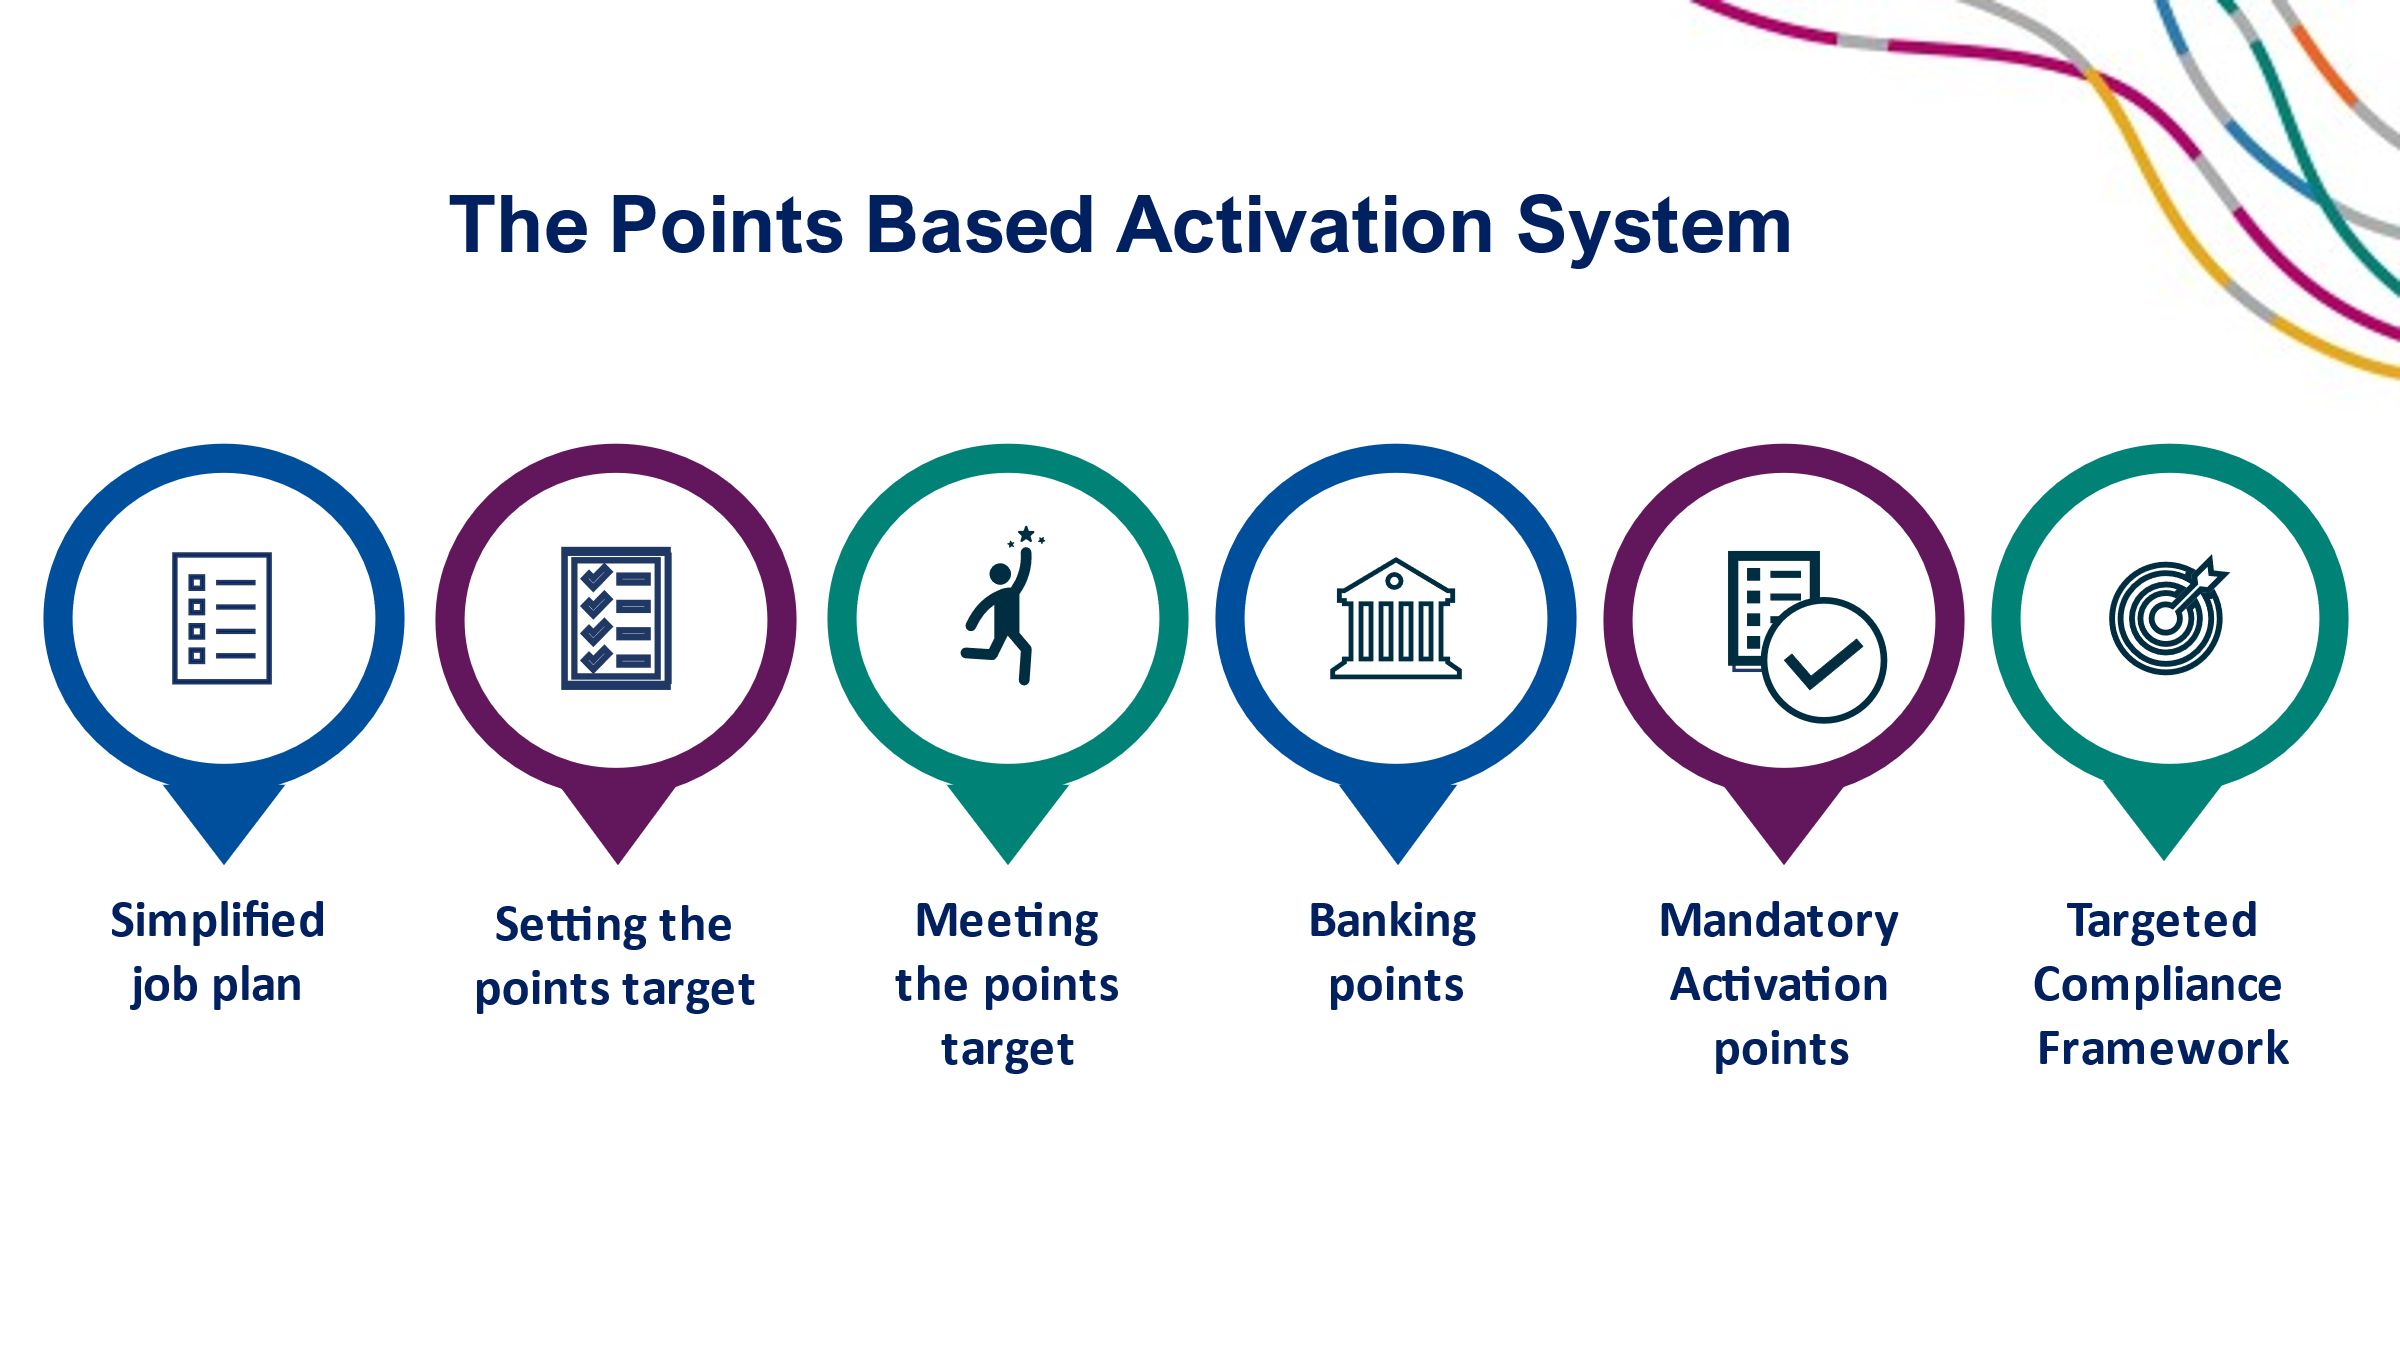 The Points Based Activation System
Simplified
job plan
Setting the
points target
Meeting
the points
target
Banking
points
Mandatory
Activation
points
Targeted
Compliance
Framework